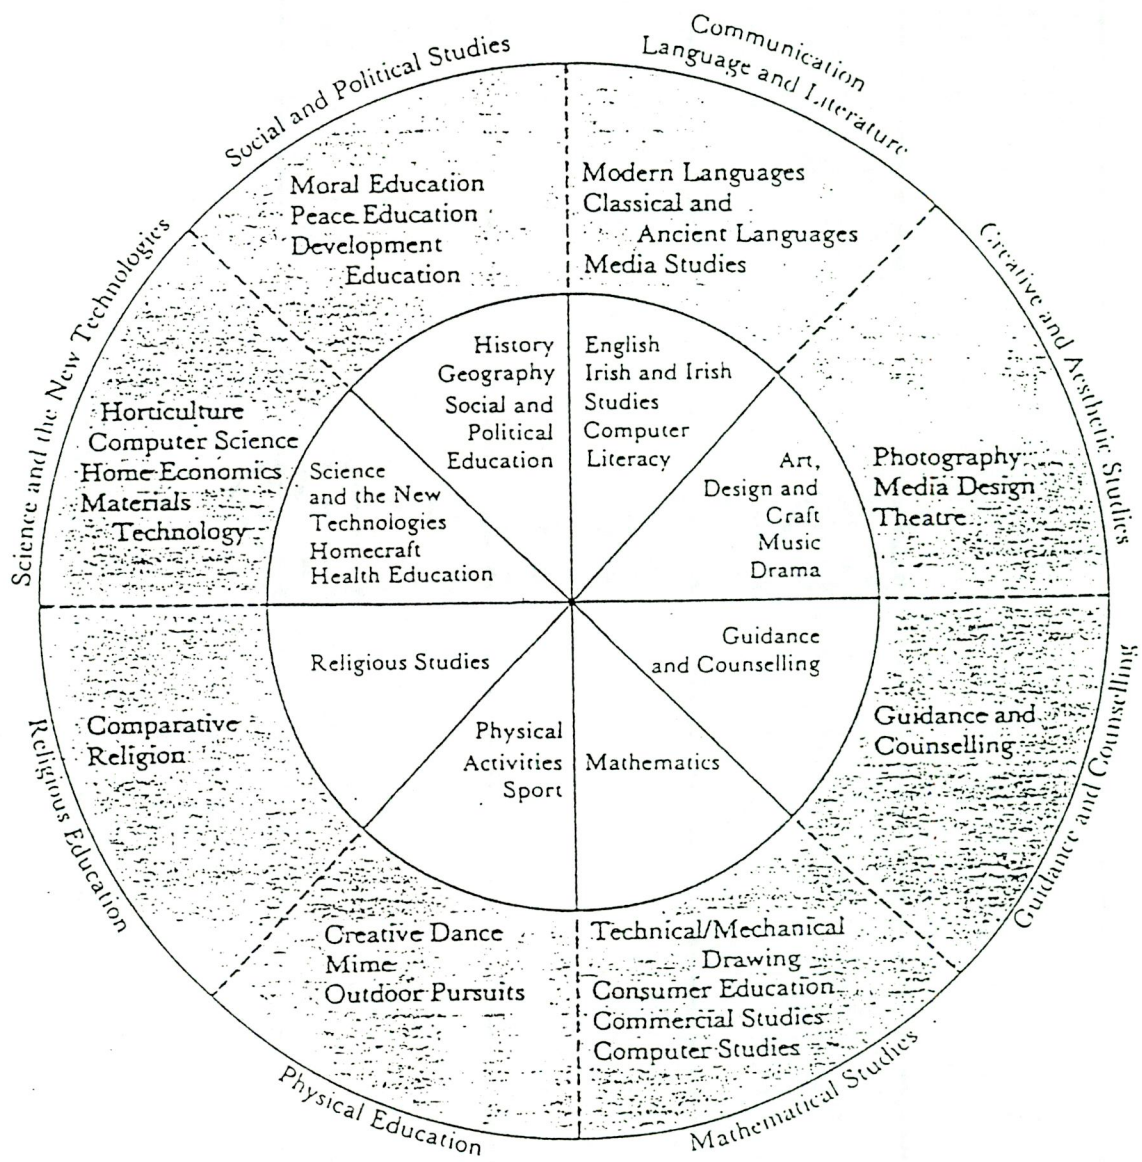 Communication
Language and Literature
Modern Languages
Classical and
Ancient Languages
Media Studies
English
Irish and Irish
Studies
Computer
Literacy
Creative and Aesthetic Studies
Photography
Media Design
Theatre
Art,
Design and
Craft
Music
Drama
Guidance and Counselling
Guidance and
Counselling
Guidance
and Counselling
Mathematical Studies
Technical/Mechanical
Drawing
Consumer Education
Commercial Studies
Computer Studies
Mathematics
Physical Education
Creative Dance
Mime
Outdoor Pursuits
Physical
Activities
Sport
Religious Education
Comparative
Religion
Religious Studies
Science and the New Technologies
Horticulture
Computer Science
Home Economics
Materials
Technology
Science
and the New
Technologies
Homecraft
Health Education
Social and Political Studies
Moral Education
Peace Education
Development
Education
History
Geography
Social and
Political
Education